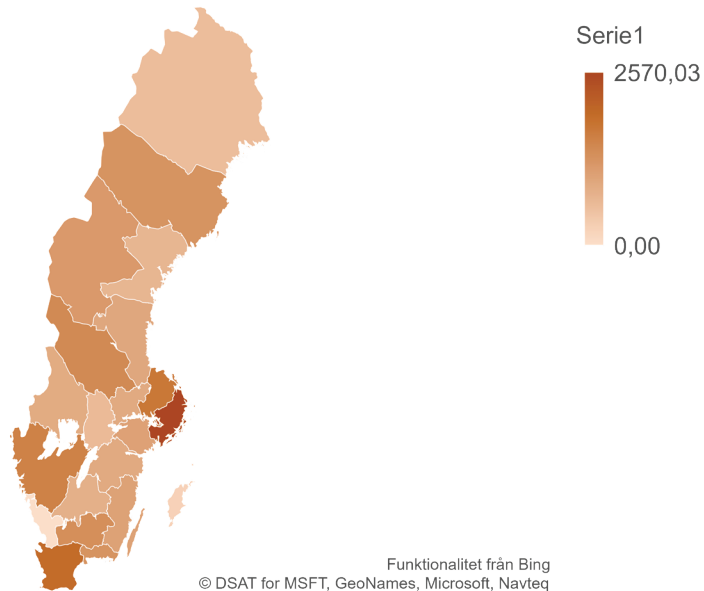 Serie1
2570,03
0,00
Funktionalitet från Bing
© DSAT for MSFT, GeoNames, Microsoft, Navteq